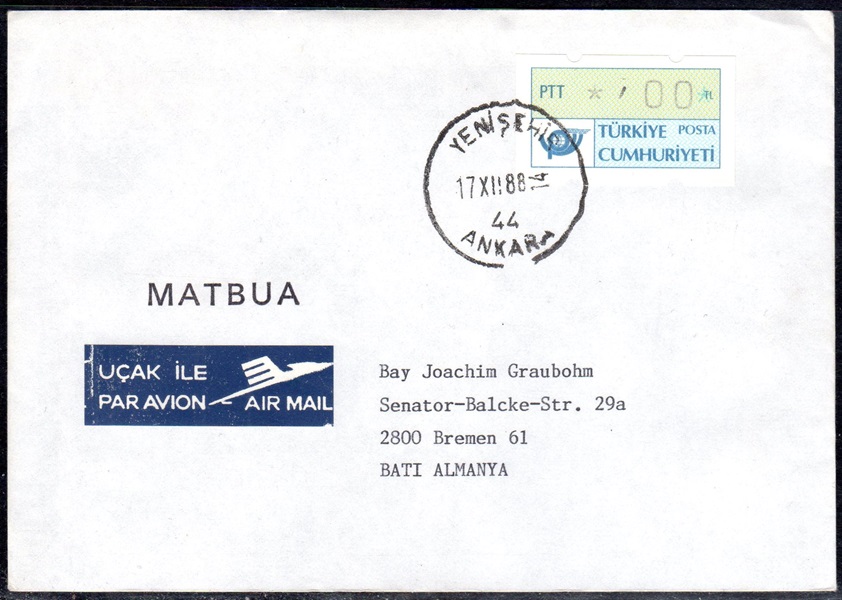 PTT * ' 00 TL
TÜRKİYE POSTA
CUMHURİYETİ
YENİŞEHİR
17 XII 88 14
44
ANKARA
MATBUA
UÇAK İLE
PAR AVION - AIR MAIL
Bay Joachim Graubohm
Senator-Balcke-Str. 29a
2800 Bremen 61
BATI ALMANYA